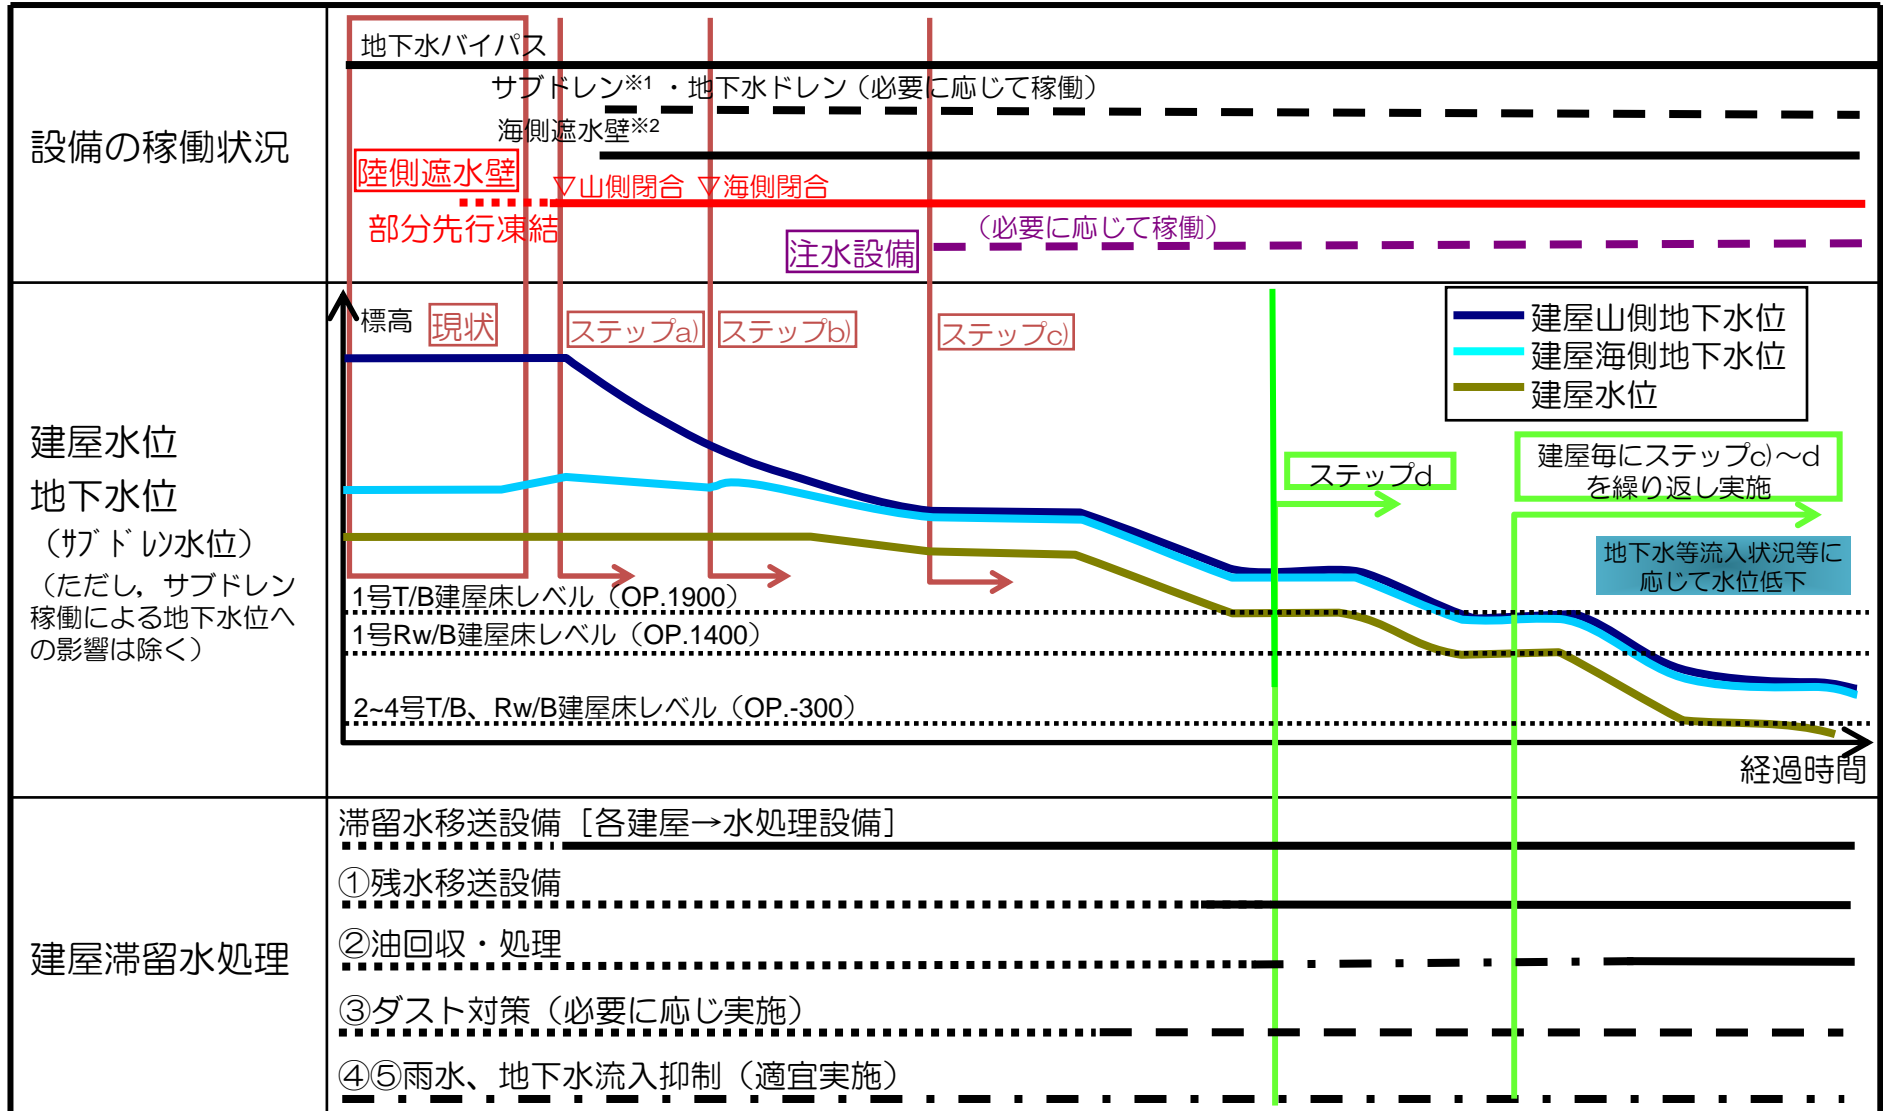 設備の稼働状況
地下水バイパス
サブドレン※1 ・地下水ドレン（必要に応じて稼働）
海側遮水壁※2
陸側遮水壁
▽山側閉合
▽海側閉合
部分先行凍結
（必要に応じて稼働）
注水設備
建屋水位
地下水位
（ｻﾌﾞﾄﾞﾚﾝ水位）
（ただし，サブドレン
稼働による地下水位へ
の影響は除く）
標高
現状
ステップa)
ステップb)
ステップc)
建屋山側地下水位
建屋海側地下水位
建屋水位
ステップd
建屋毎にステップc)～d
を繰り返し実施
地下水等流入状況等に
応じて水位低下
1号T/B建屋床レベル（OP.1900）
1号Rw/B建屋床レベル（OP.1400）
2~4号T/B、Rw/B建屋床レベル（OP.-300）
経過時間
建屋滞留水処理
滞留水移送設備［各建屋→水処理設備］
①残水移送設備
②油回収・処理
③ダスト対策（必要に応じ実施）
④⑤雨水、地下水流入抑制（適宜実施）